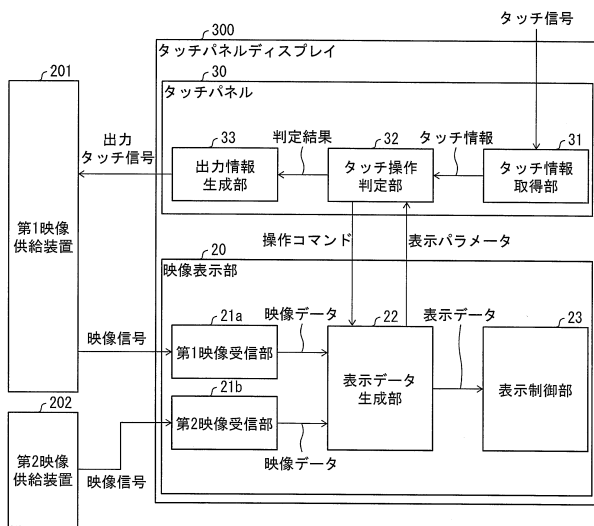 タッチ信号
300
タッチパネルディスプレイ
201
30
タッチパネル
出力
タッチ信号
33
判定結果
32
タッチ情報
31
出力情報
生成部
タッチ操作
判定部
タッチ情報
取得部
第1映像
供給装置
操作コマンド
表示パラメータ
20
映像表示部
21a
映像データ
22
表示データ
23
映像信号
第1映像受信部
表示データ
生成部
表示制御部
202
21b
第2映像受信部
第2映像
供給装置
映像信号
映像データ